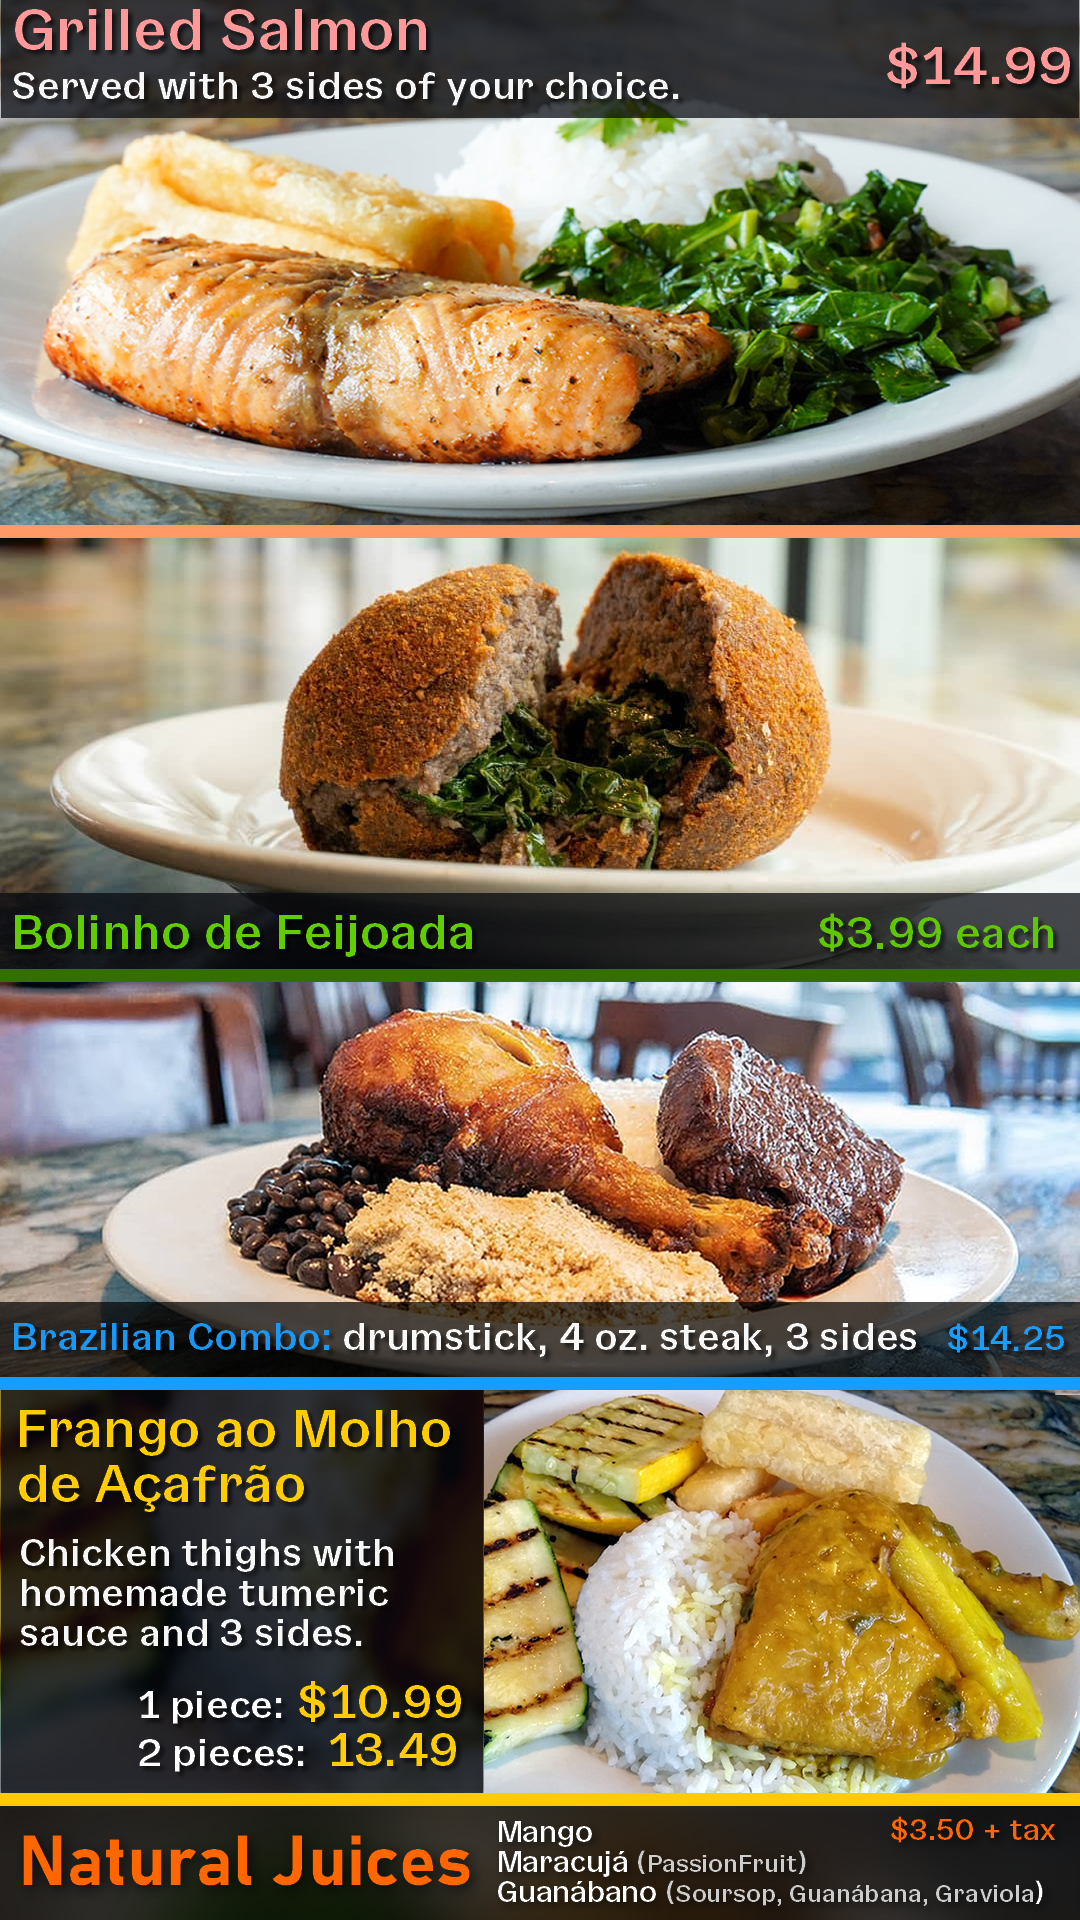 Grilled Salmon
Served with 3 sides of your choice.
$14.99
Bolinho de Feijoada
$3.99 each
Brazilian Combo: drumstick, 4 oz. steak, 3 sides $14.25
Frango ao Molho
de Açafrão
Chicken thighs with
homemade tumeric
sauce and 3 sides.
1 piece: $10.99
2 pieces: 13.49
Natural Juices
Mango
Maracujá (PassionFruit)
Guanábano (Soursop, Guanábana, Graviola)
$3.50 + tax